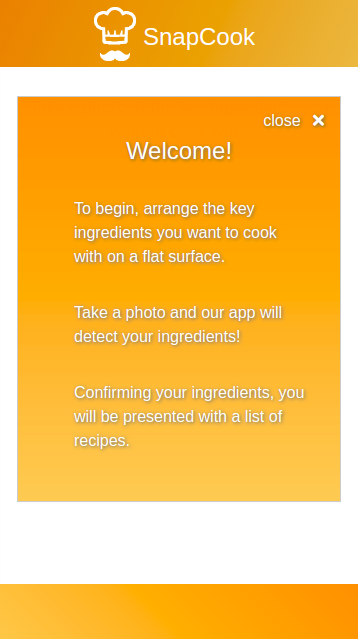 SnapCook
close ×
Welcome!
To begin, arrange the key
ingredients you want to cook
with on a flat surface.
Take a photo and our app will
detect your ingredients!
Confirming your ingredients, you
will be presented with a list of
recipes.